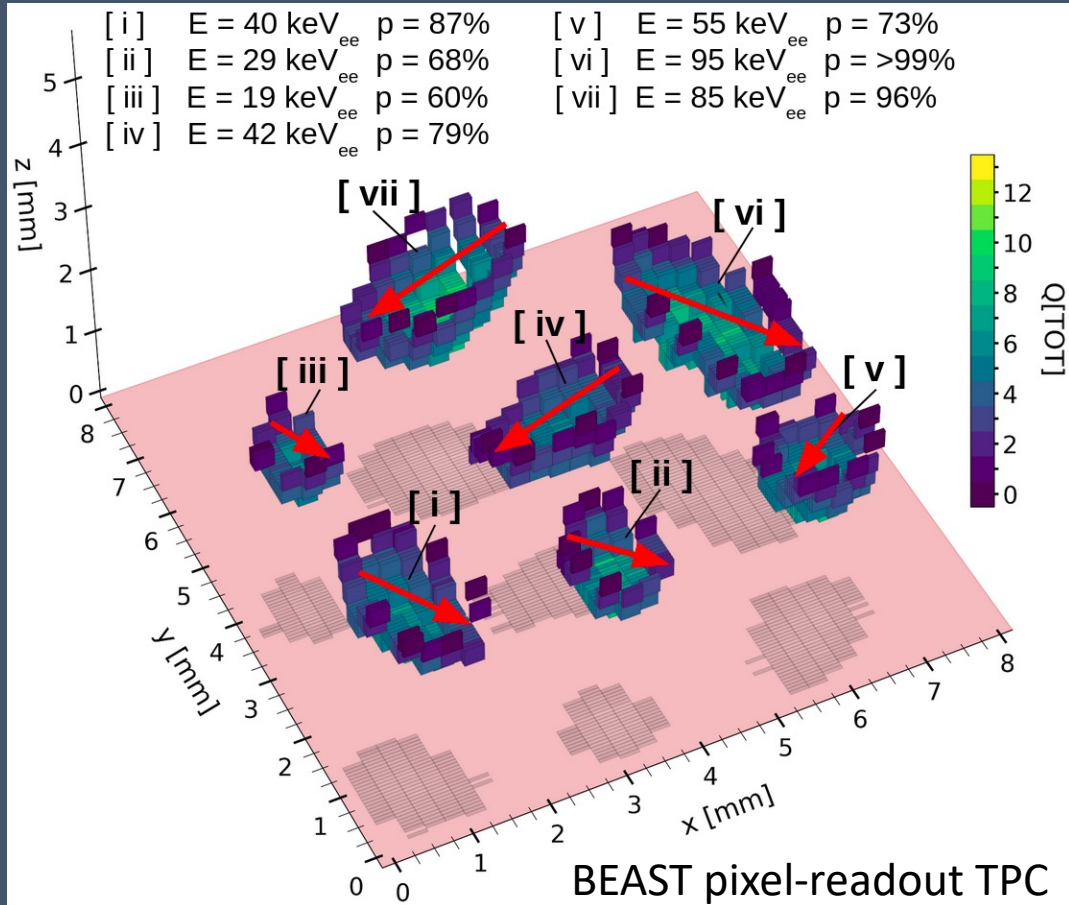 [ i ] E = 40 keVee p = 87% [ v ] E = 55 keVee p = 73%
[ ii ] E = 29 keVee p = 68% [ vi ] E = 95 keVee p = >99%
[ iii ] E = 19 keVee p = 60% [ vii ] E = 85 keVee p = 96%
[ iv ] E = 42 keVee p = 79%
5
4
3
2
1
0
z [mm]
[ vii ]
[ vi ]
[ iv ]
[ iii ]
[ v ]
[ ii ]
[ i ]
12
10
8
6
4
2
0
Q[TOT]
8
7
6
5
4
3
2
1
0
y [mm]
0
1
2
3
4
5
6
7
8
x [mm]
BEAST pixel-readout TPC